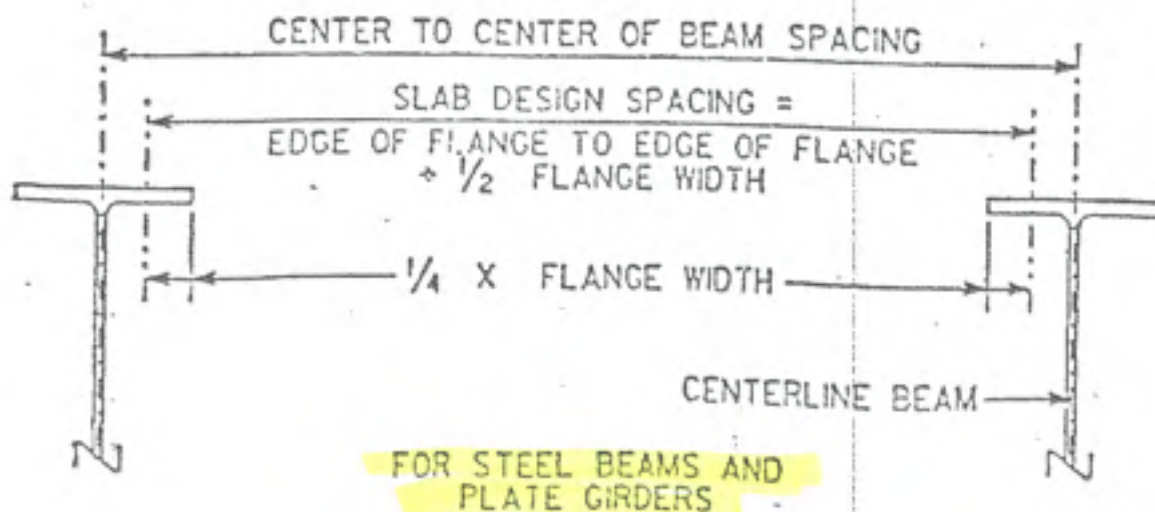 CENTER TO CENTER OF BEAM SPACING
SLAB DESIGN SPACING =
EDGE OF FLANGE TO EDGE OF FLANGE
+ 1/2 FLANGE WIDTH
1/4 X FLANGE WIDTH
CENTERLINE BEAM
FOR STEEL BEAMS AND
PLATE GIRDERS